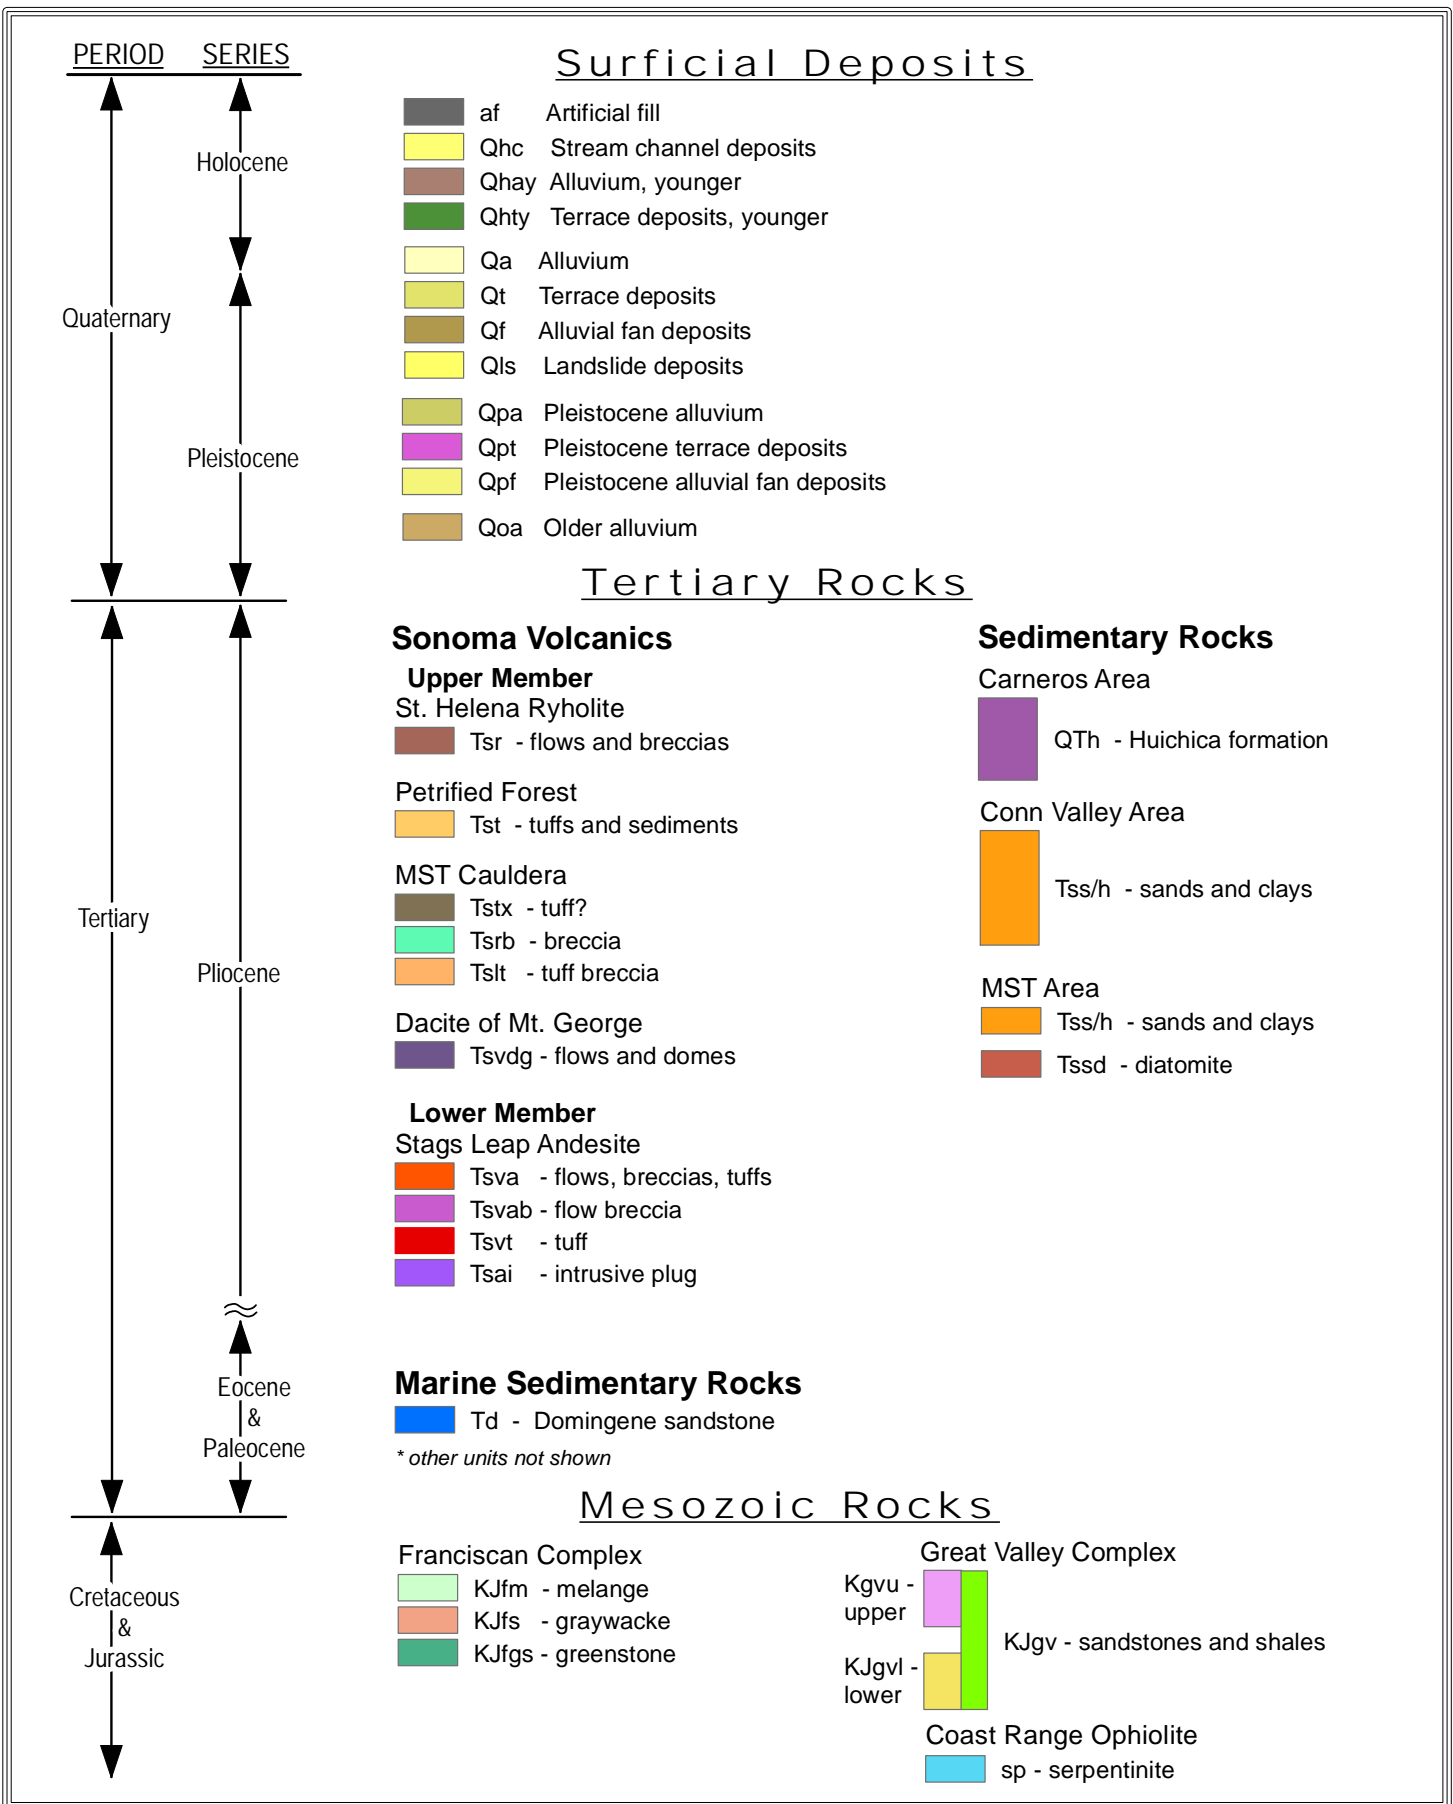 PERIOD SERIES
Holocene
Quaternary
Pleistocene
Tertiary
Pliocene
Eocene
&
Paleocene
Cretaceous
&
Jurassic
Surficial Deposits
af Artificial fill
Qhc Stream channel deposits
Qhay Alluvium, younger
Qhty Terrace deposits, younger
Qa Alluvium
Qt Terrace deposits
Qf Alluvial fan deposits
Qls Landslide deposits
Qpa Pleistocene alluvium
Qpt Pleistocene terrace deposits
Qpf Pleistocene alluvial fan deposits
Qoa Older alluvium
Tertiary Rocks
Sonoma Volcanics
Upper Member
St. Helena Ryholite
Tsr - flows and breccias
Petrified Forest
Tst - tuffs and sediments
MST Cauldera
Tstx - tuff?
Tsrb - breccia
Tslt - tuff breccia
Dacite of Mt. George
Tsvdg - flows and domes
Lower Member
Stags Leap Andesite
Tsva - flows, breccias, tuffs
Tsvab - flow breccia
Tsvt - tuff
Tsai - intrusive plug
Sedimentary Rocks
Carneros Area
QTh - Huichica formation
Conn Valley Area
Tss/h - sands and clays
MST Area
Tss/h - sands and clays
Tssd - diatomite
Marine Sedimentary Rocks
Td - Domingene sandstone
* other units not shown
Mesozoic Rocks
Franciscan Complex
KJfm - melange
KJfs - graywacke
KJfgs - greenstone
Great Valley Complex
Kgvu -
upper
KJgv - sandstones and shales
KJgvl -
lower
Coast Range Ophiolite
sp - serpentinite